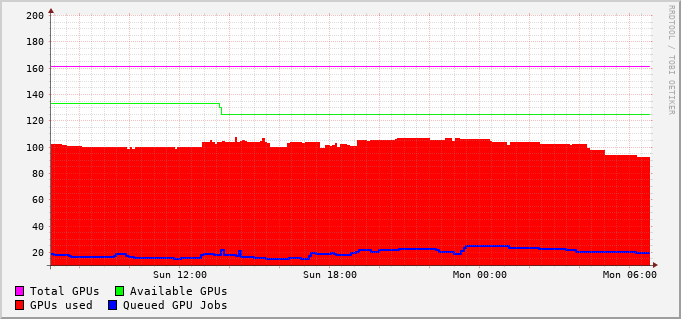 200
180
160
140
120
100
80
60
40
20
Sun 12:00 Sun 18:00 Mon 00:00 Mon 06:00
Total GPUs Available GPUs
GPUs used Queued GPU Jobs
RRDTOOL / TOBI OETIKER